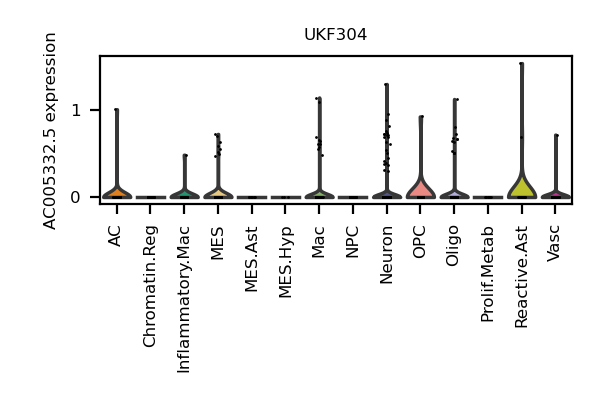 UKF304
AC005332.5 expression
1
0
AC
Chromatin.Reg
Inflammatory.Mac
MES
MES.Ast
MES.Hyp
Mac
NPC
Neuron
OPC
Oligo
Prolif.Metab
Reactive.Ast
Vasc